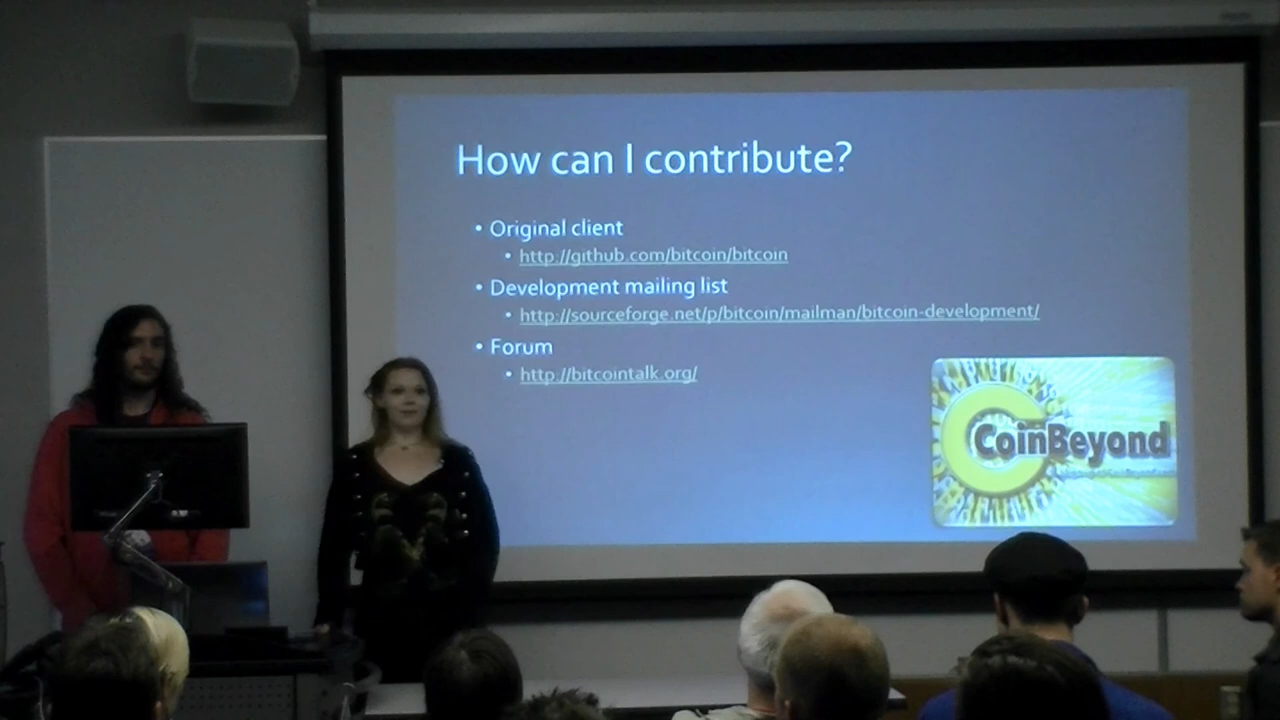 How can I contribute?
• Original client
• http://github.com/bitcoin/bitcoin
• Development mailing list
• http://sourceforge.net/p/bitcoin/mailman/bitcoin-development/
• Forum
• http://bitcointalk.org/
CoinBeyond